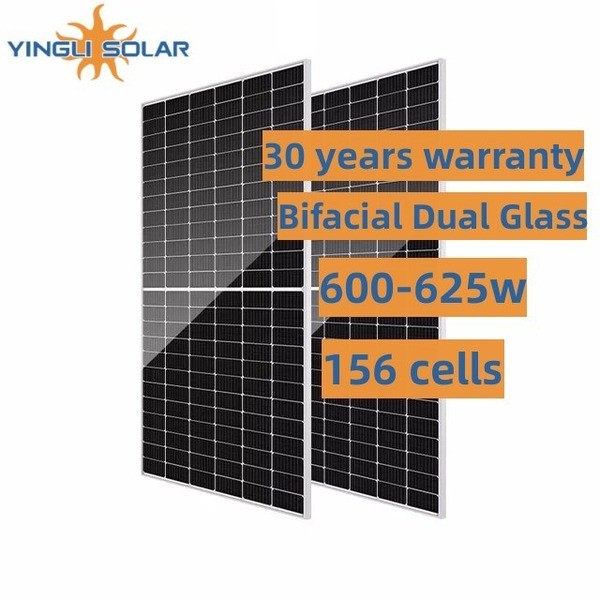 YINGLI SOLAR
30 years warranty
Bifacial Dual Glass
600-625w
156 cells